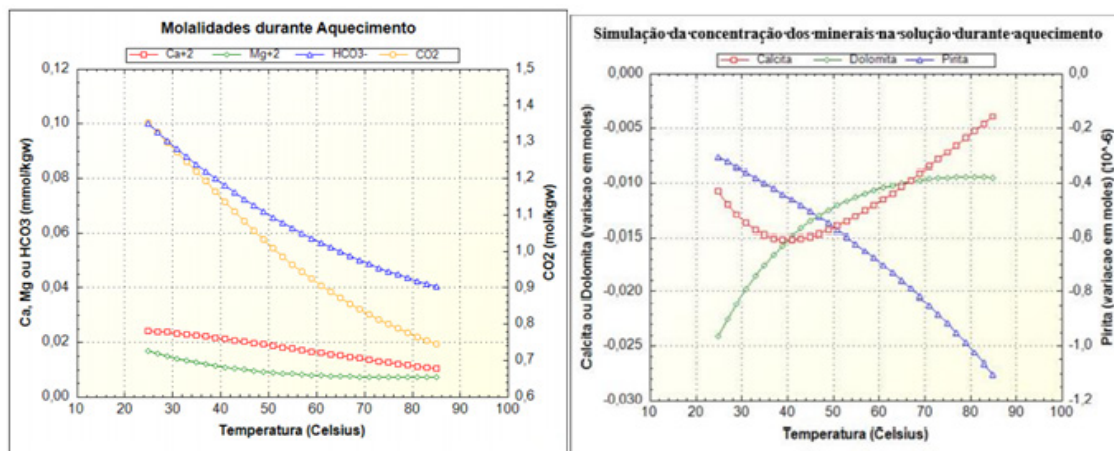 Molalidades durante Aquecimento
Ca+2 Mg+2 HCO3- CO2
Ca, Mg ou HCO3 (mmol/kgw)
0,12
0,10
0,08
0,06
0,04
0,02
0,00
1,5
1,4
1,3
1,2
1,1
1,0
0,9
0,8
0,7
0,6
CO2 (mol/kgw)
10 20 30 40 50 60 70 80 90 100
Temperatura (Celsius)
Simulação·da·concentração·dos·minerais·na·solução·durante·aquecimento
Calcita Dolomita Pirita
Calcita ou Dolomita (variacao em moles)
0,000
-0,005
-0,010
-0,015
-0,020
-0,025
-0,030
0,0
-0,2
-0,4
-0,6
-0,8
-1,0
-1,2
Pirita (variacao em moles) (10^-6)
10 20 30 40 50 60 70 80 90 100
Temperatura (Celsius)